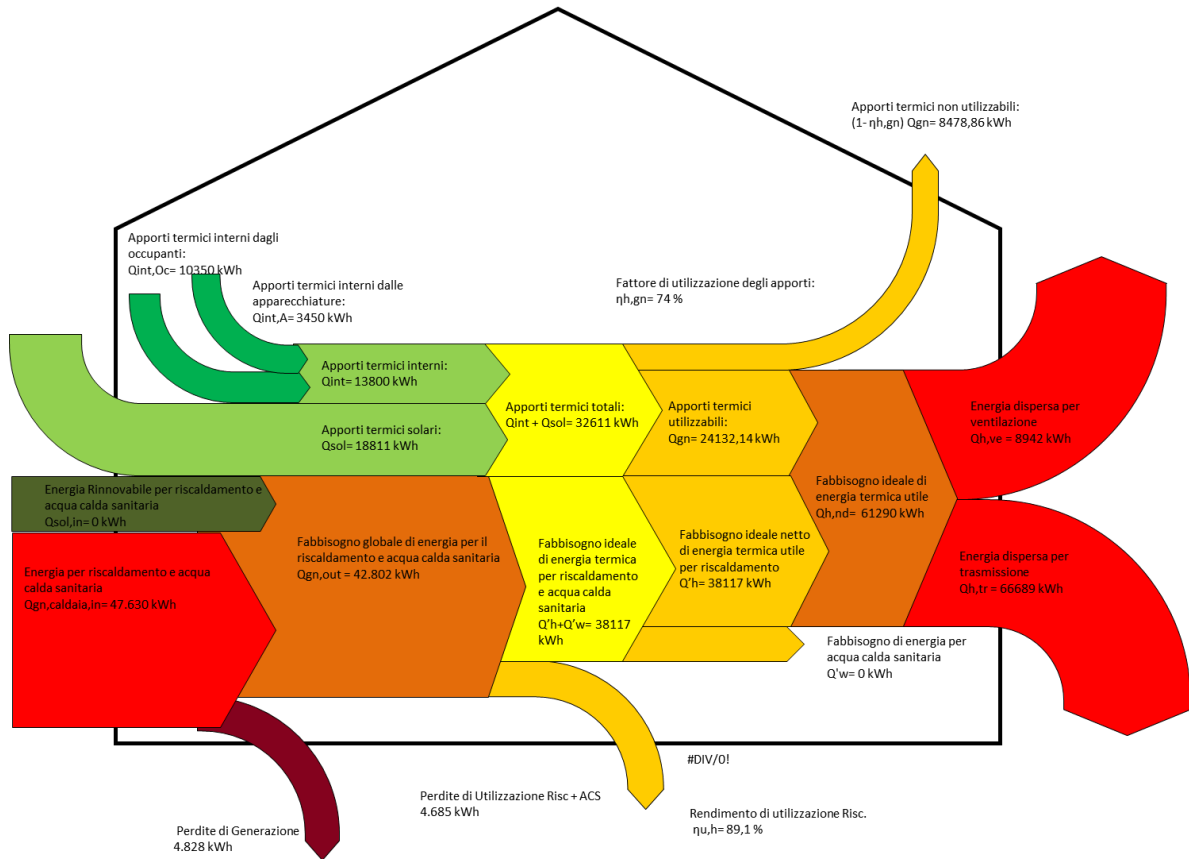 Apporti termici non utilizzabili:
(1- ηh,gn) Qgn= 8478,86 kWh
Apporti termici interni dagli
occupanti:
Qint,Oc= 10350 kWh
Apporti termici interni dalle
apparecchiature:
Qint,A= 3450 kWh
Fattore di utilizzazione degli apporti:
ηh,gn= 74 %
Apporti termici interni:
Qint= 13800 kWh
Apporti termici solari:
Qsol= 18811 kWh
Apporti termici totali:
Qint + Qsol= 32611 kWh
Apporti termici
utilizzabili:
Qgn= 24132,14 kWh
Energia dispersa per
ventilazione
Qh,ve = 8942 kWh
Fabbisogno ideale di
energia termica utile
Qh,nd= 61290 kWh
Energia Rinnovabile per riscaldamento e
acqua calda sanitaria
Qsol,in= 0 kWh
Fabbisogno globale di energia per il
riscaldamento e acqua calda sanitaria
Qgn,out = 42.802 kWh
Fabbisogno ideale
di energia termica
per riscaldamento
e acqua calda
sanitaria
Q’h+Q’w= 38117
kWh
Fabbisogno ideale netto
di energia termica utile
per riscaldamento
Q’h= 38117 kWh
Energia dispersa per
trasmissione
Qh,tr = 66689 kWh
Energia per riscaldamento e acqua
calda sanitaria
Qgn,caldaia,in= 47.630 kWh
Fabbisogno di energia per
acqua calda sanitaria
Q'w= 0 kWh
#DIV/0!
Perdite di Utilizzazione Risc + ACS
4.685 kWh
Rendimento di utilizzazione Risc.
ηu,h= 89,1 %
Perdite di Generazione
4.828 kWh